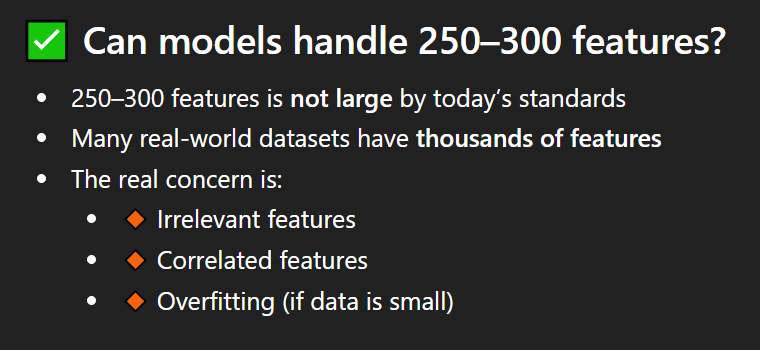 ✅ Can models handle 250–300 features?
• 250–300 features is not large by today's standards
• Many real-world datasets have thousands of features
• The real concern is:
• 🔸 Irrelevant features
• 🔸 Correlated features
• 🔸 Overfitting (if data is small)